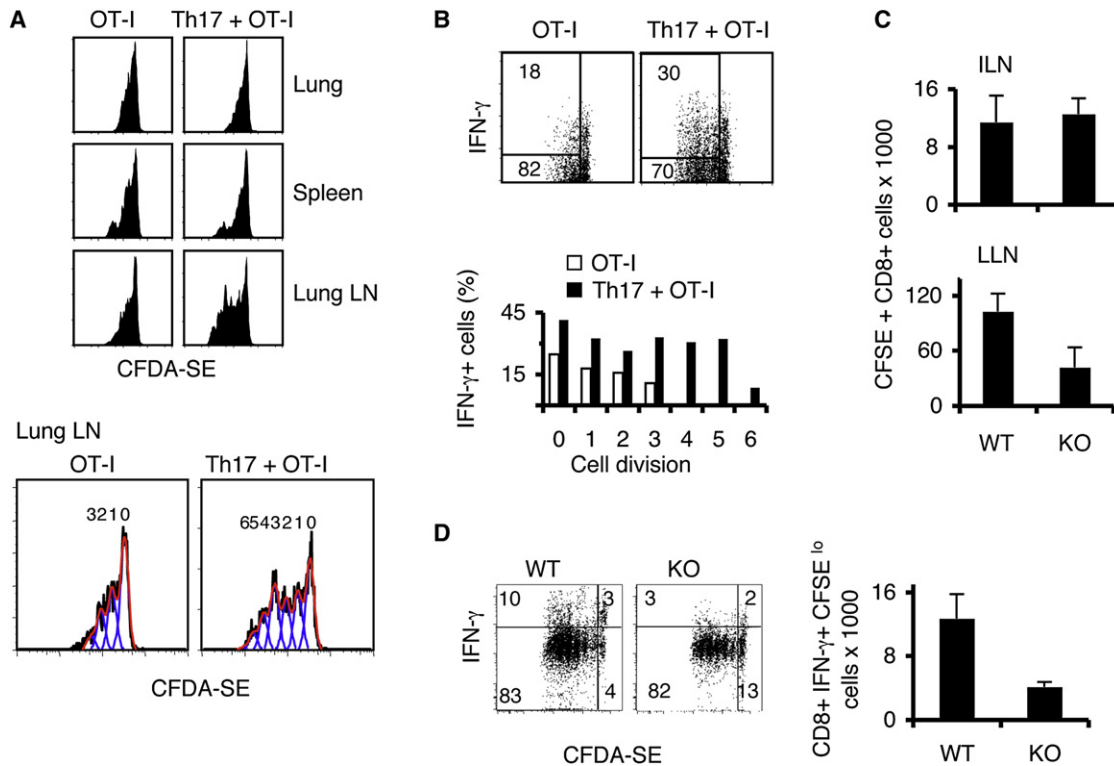 A
OT-I Th17 + OT-I
Lung
Spleen
Lung LN
CFDA-SE
Lung LN
OT-I Th17 + OT-I
3210
6543210
CFDA-SE
B
OT-I Th17 + OT-I
18 30
IFN-γ
82 70
OT-I
Th17 + OT-I
IFN-γ+ cells (%)
45
15
0 1 2 3 4 5 6
Cell division
C
ILN
16
8
0
CFSE + CD8+ cells x 1000
LLN
120
60
0
WT KO
D
WT KO
10 3 3 2
IFN-γ
83 4 82 13
CFDA-SE
CD8+ IFN-γ+ CFSE lo
cells x 1000
16
8
0
WT KO